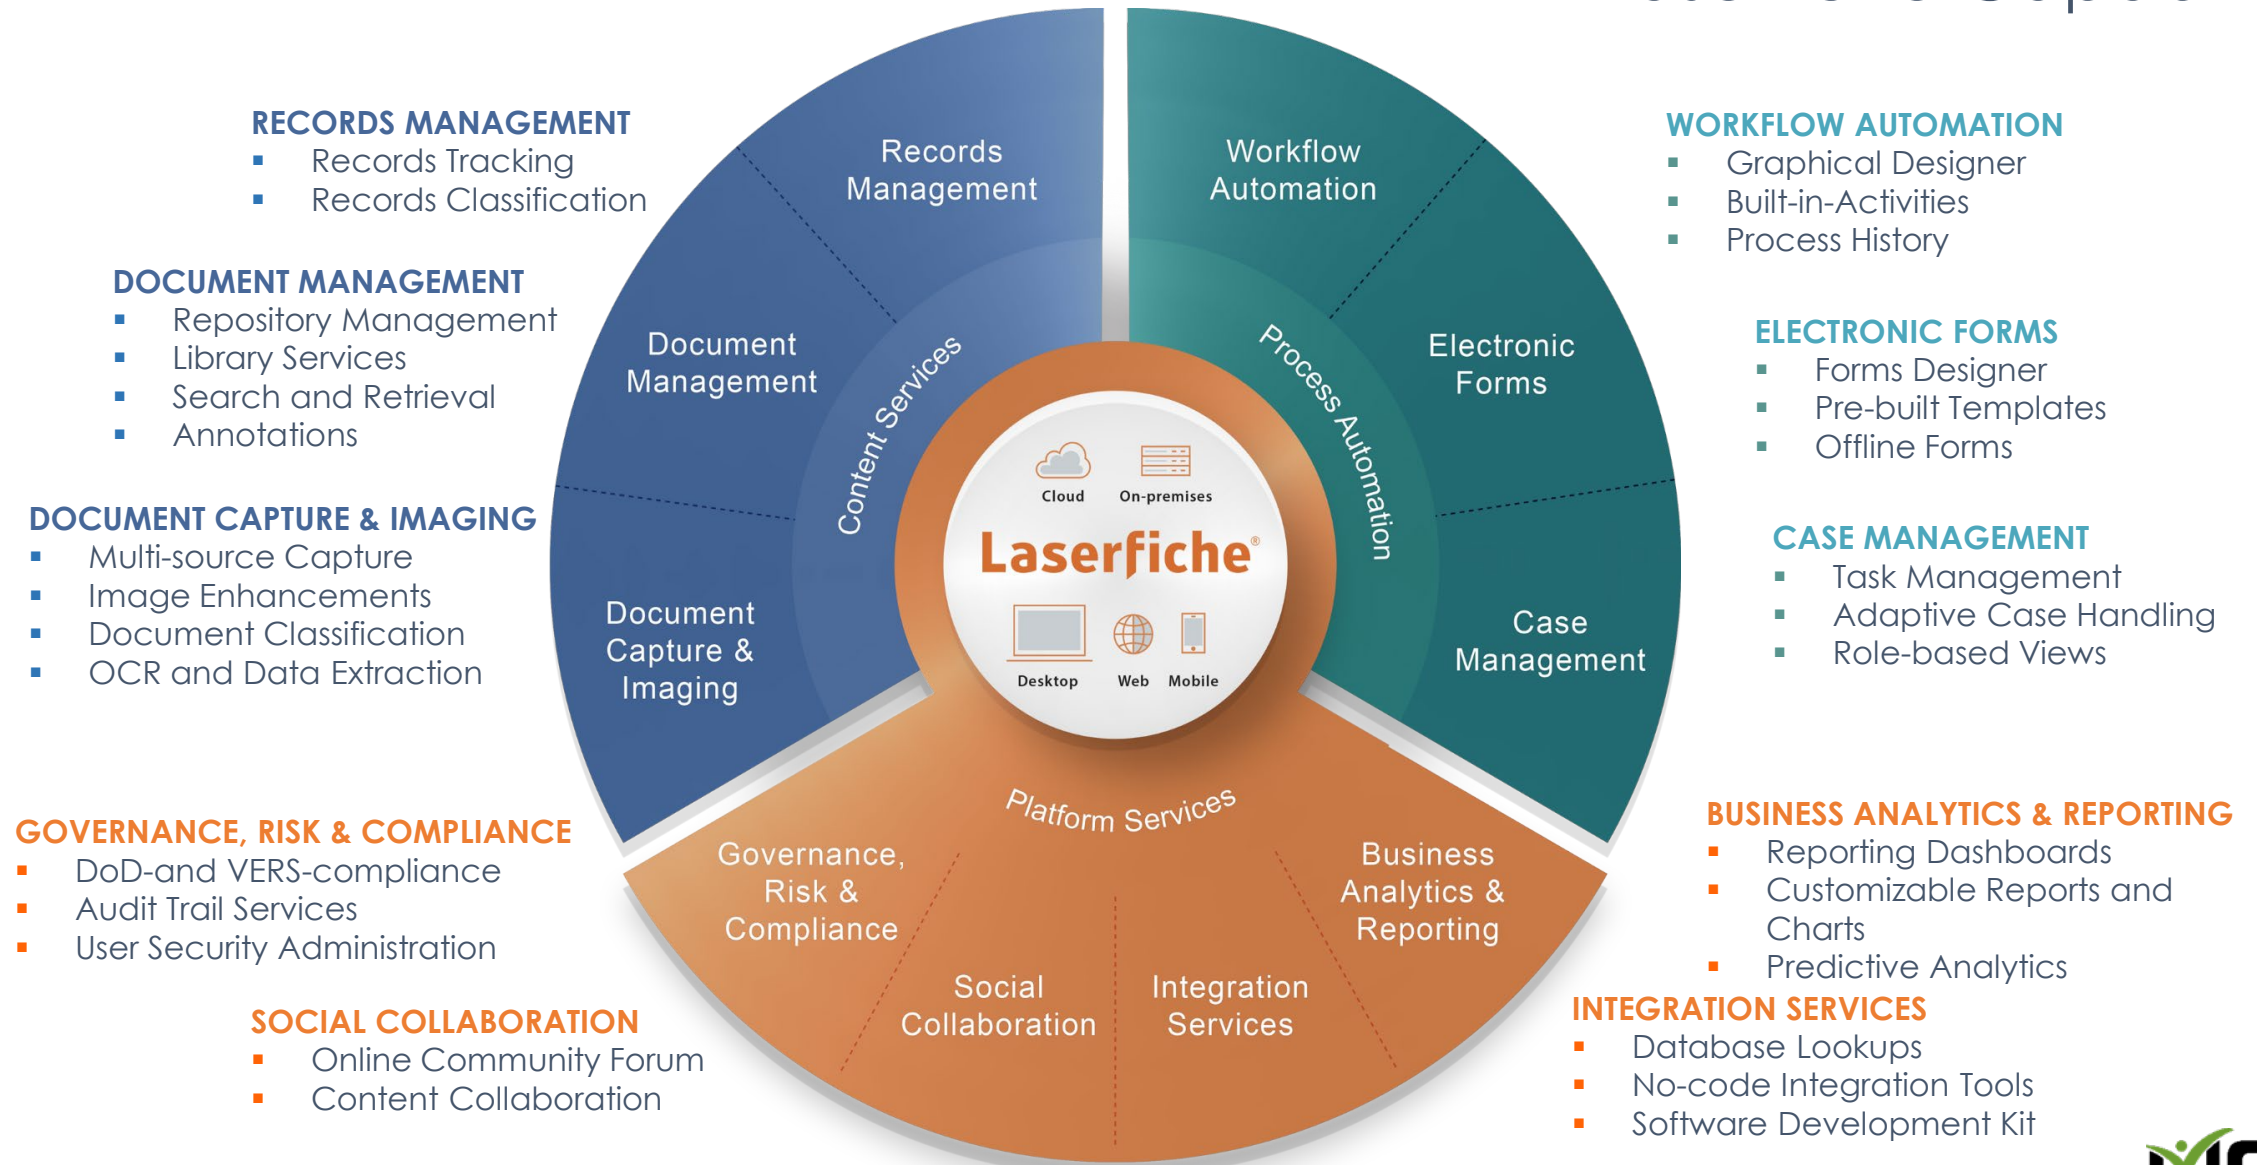 RECORDS MANAGEMENT
▪ Records Tracking
▪ Records Classification
DOCUMENT MANAGEMENT
▪ Repository Management
▪ Library Services
▪ Search and Retrieval
▪ Annotations
DOCUMENT CAPTURE & IMAGING
▪ Multi-source Capture
▪ Image Enhancements
▪ Document Classification
▪ OCR and Data Extraction
GOVERNANCE, RISK & COMPLIANCE
▪ DoD-and VERS-compliance
▪ Audit Trail Services
▪ User Security Administration
SOCIAL COLLABORATION
▪ Online Community Forum
▪ Content Collaboration
Records
Management
Document
Management
Document
Capture &
Imaging
Content Services
Workflow
Automation
Electronic
Forms
Case
Management
Process Automation
Cloud
On-premises
Laserfiche®
Desktop
Web
Mobile
Platform Services
Governance,
Risk &
Compliance
Social
Collaboration
Integration
Services
Business
Analytics &
Reporting
WORKFLOW AUTOMATION
▪ Graphical Designer
▪ Built-in-Activities
▪ Process History
ELECTRONIC FORMS
▪ Forms Designer
▪ Pre-built Templates
▪ Offline Forms
CASE MANAGEMENT
▪ Task Management
▪ Adaptive Case Handling
▪ Role-based Views
BUSINESS ANALYTICS & REPORTING
▪ Reporting Dashboards
▪ Customizable Reports and
Charts
▪ Predictive Analytics
INTEGRATION SERVICES
▪ Database Lookups
▪ No-code Integration Tools
▪ Software Development Kit